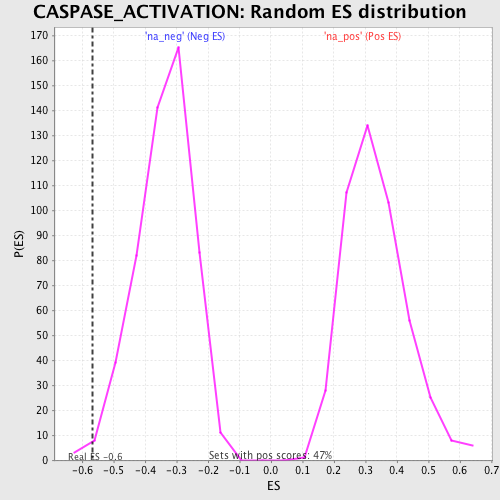 CASPASE_ACTIVATION: Random ES distribution
'na_neg' (Neg ES)
'na_pos' (Pos ES)
170
160
150
140
130
120
110
100
90
80
70
60
50
40
30
20
10
0
P(ES)
Real ES -0.6
Sets with pos scores: 47%
-0.6 -0.5 -0.4 -0.3 -0.2 -0.1 0.0 0.1 0.2 0.3 0.4 0.5 0.6 0.7
ES